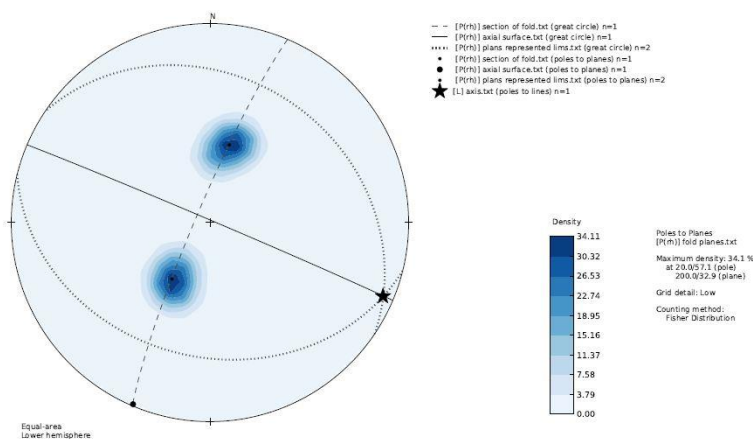 N
[P(rh)] section of fold.txt (great circle) n=1
[P(rh)] axial surface.txt (great circle) n=1
[P(rh)] plans represented lims.txt (great circle) n=2
[P(rh)] section of fold.txt (poles to planes) n=1
[P(rh)] axial surface.txt (poles to planes) n=1
[P(rh)] plans represented lims.txt (poles to planes) n=2
[L] axis.txt (poles to lines) n=1
Density
34.11
30.32
26.53
22.74
18.95
15.16
11.37
7.58
3.79
0.00
Poles to Planes
[P(rh)] fold planes.txt
Maximum density: 34.1 %
at 20.0/57.1 (pole)
200.0/32.9 (plane)
Grid detail: Low
Counting method:
Fisher Distribution
Equal-area
Lower hemisphere